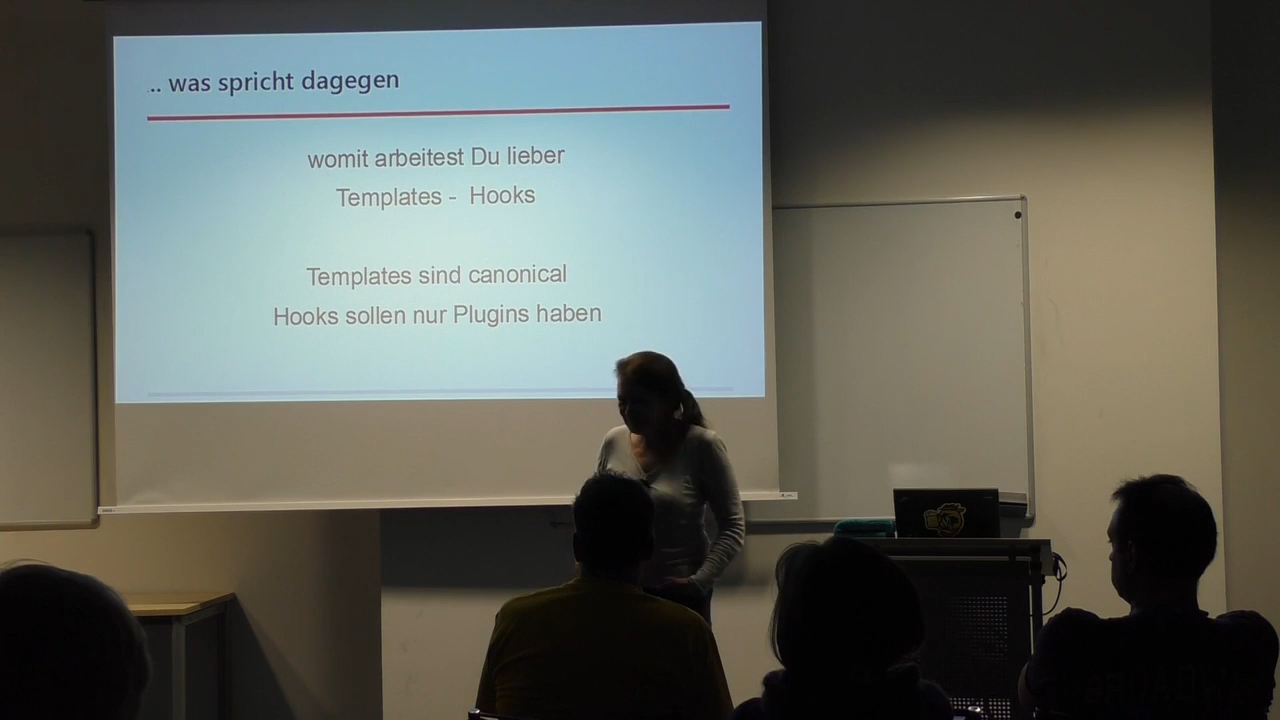 .. was spricht dagegen
womit arbeitest Du lieber
Templates - Hooks
Templates sind canonical
Hooks sollen nur Plugins haben